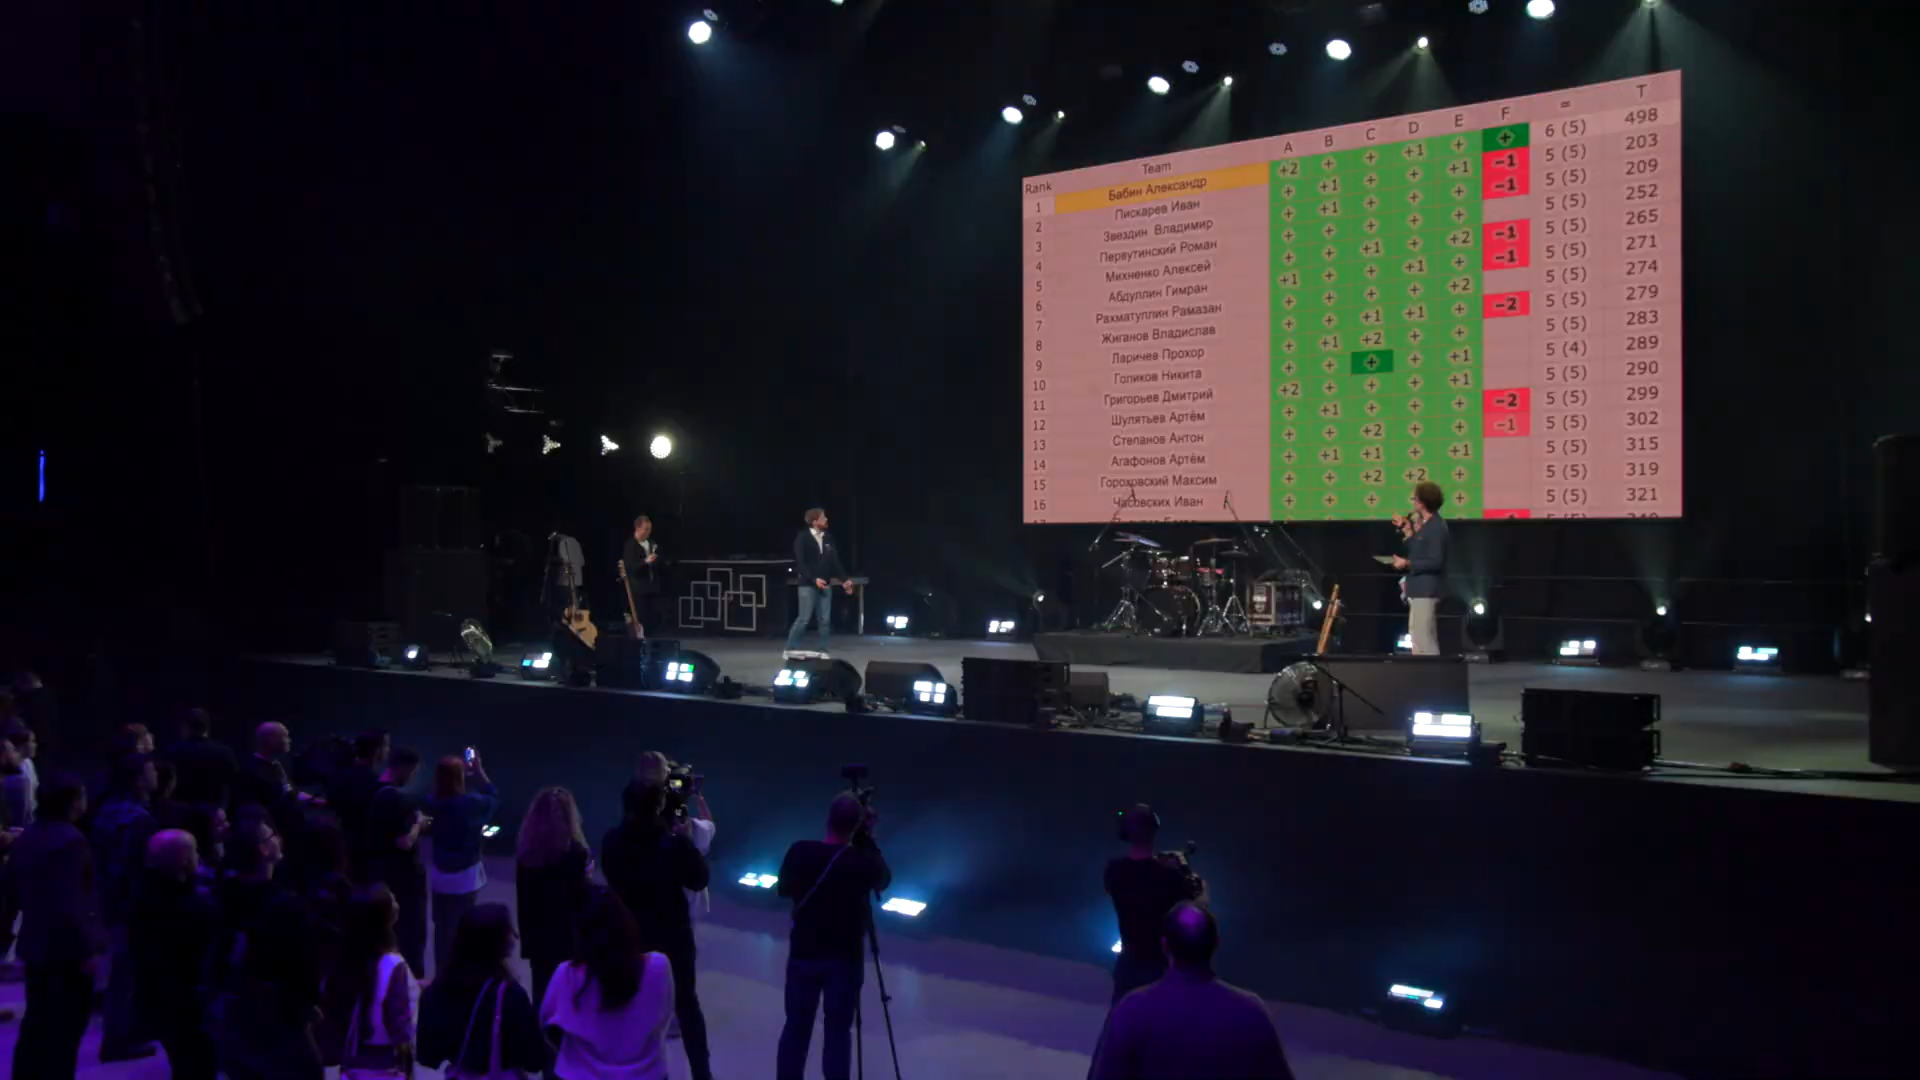 Rank Team A B C D E F = T
1 Бабин Александр +2 + + +1 + + 6 (5) 498
2 Пискарев Иван + +1 + + +1 −1 5 (5) 203
3 Звездин Владимир + +1 + + + −1 5 (5) 209
4 Первутинский Роман + + + + + 5 (5) 252
5 Михненко Алексей + + +1 + +2 −1 5 (5) 265
6 Абдуллин Гимран +1 + + +1 + −1 5 (5) 271
7 Рахматуллин Рамазан + + + + +2 5 (5) 274
8 Жиганов Владислав + + +1 +1 + −2 5 (5) 279
9 Ларичев Прохор + +1 +2 + + 5 (5) 283
10 Голиков Никита + + + + +1 5 (4) 289
11 Григорьев Дмитрий +2 + + + +1 5 (5) 290
12 Шулятьев Артём + +1 + + + −2 5 (5) 299
13 Степанов Антон + + +2 + + −1 5 (5) 302
14 Агафонов Артём + +1 +1 + +1 5 (5) 315
15 Гороховский Максим + + +2 +2 + 5 (5) 319
16 Часовских Иван + + + + + 5 (5) 321